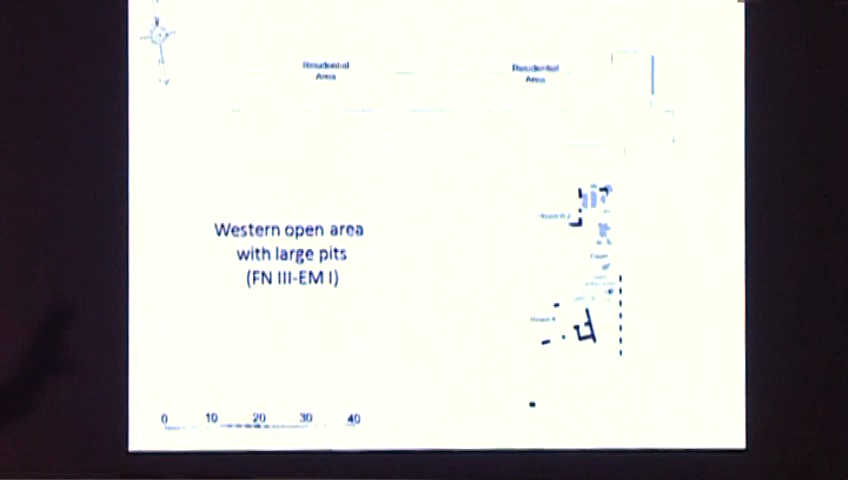 Residential
Area
Residential
Area
Western open area
with large pits
(FN III-EM I)
0 10 20 30 40